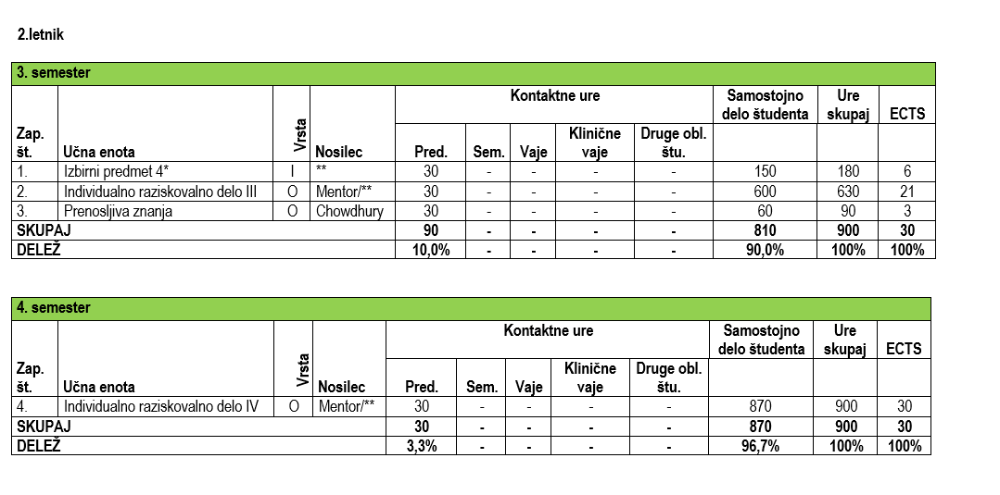 2.letnik
3. semester
Kontaktne ure Samostojno Ure
delo študenta skupaj ECTS
Zap. Vrsta Klinične Druge obl.
št. Učna enota Nosilec Pred. Sem. Vaje vaje štu.
1. Izbirni predmet 4* I ** 30 - - - - 150 180 6
2. Individualno raziskovalno delo III O Mentor/** 30 - - - - 600 630 21
3. Prenosljiva znanja O Chowdhury 30 - - - - 60 90 3
SKUPAJ 90 - - - - 810 900 30
DELEŽ 10,0% - - - - 90,0% 100% 100%
4. semester
Kontaktne ure Samostojno Ure
delo študenta skupaj ECTS
Zap. Vrsta Klinične Druge obl.
št. Učna enota Nosilec Pred. Sem. Vaje vaje štu.
4. Individualno raziskovalno delo IV O Mentor/** 30 - - - - 870 900 30
SKUPAJ 30 - - - - 870 900 30
DELEŽ 3,3% - - - - 96,7% 100% 100%